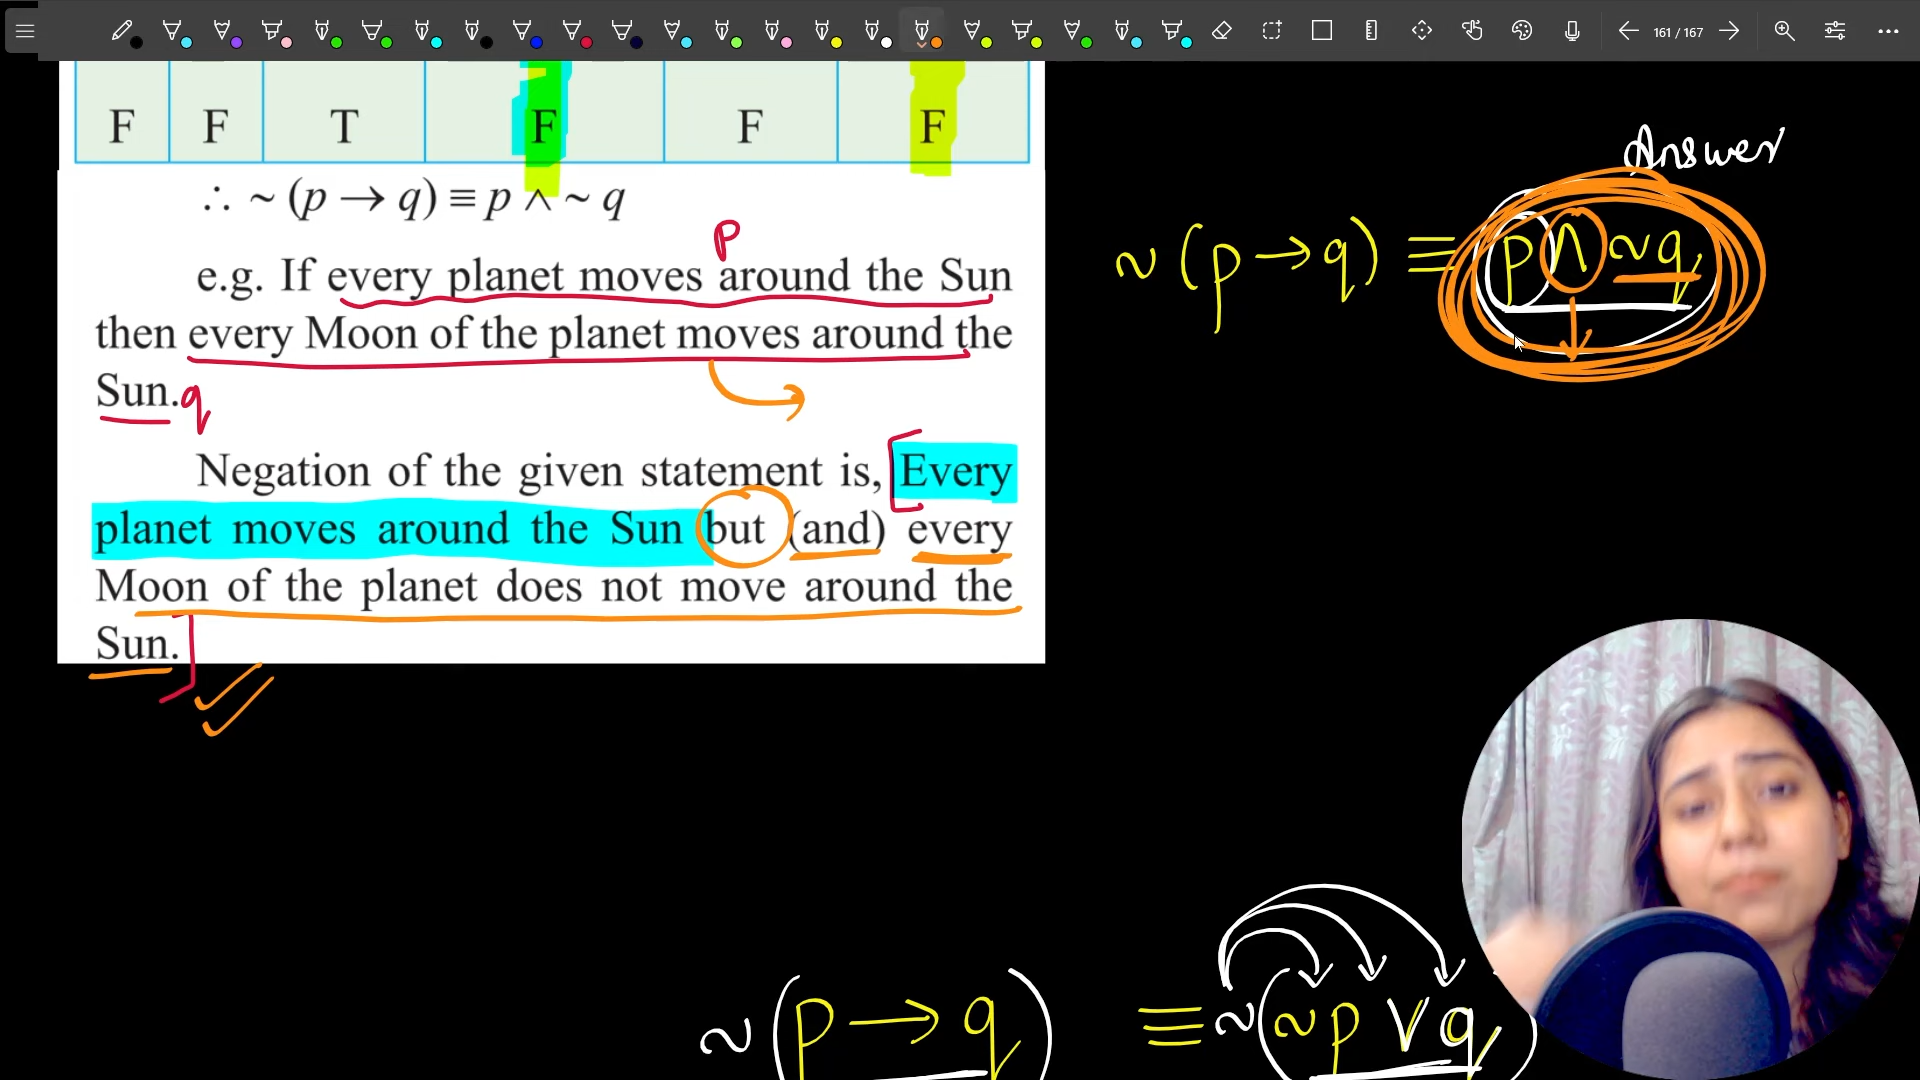 161 / 167
F F T F F F
∴ ~ (p → q) ≡ p ∧ ~ q
p
e.g. If every planet moves around the Sun
then every Moon of the planet moves around the
Sun. q
Negation of the given statement is, Every
planet moves around the Sun but (and) every
Moon of the planet does not move around the
Sun.
Answer
~ (p → q) ≡ p ∧ ~q
~ (p → q) ≡ ~ (~p ∨ q)